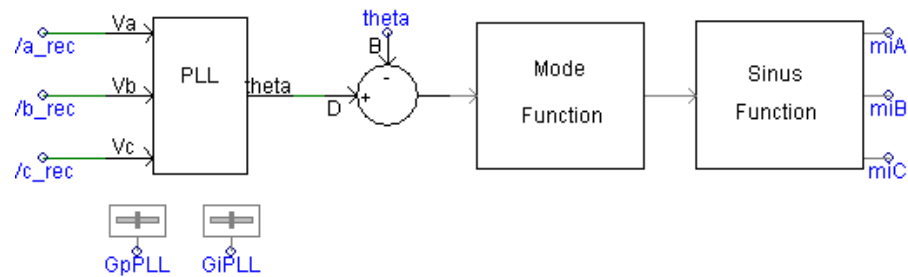 theta
Va
B
/a_rec
miA
PLL
Mode
Sinus
-
Vb
theta
+
D
Function
Function
/b_rec
miB
Vc
/c_rec
miC
GpPLL
GiPLL